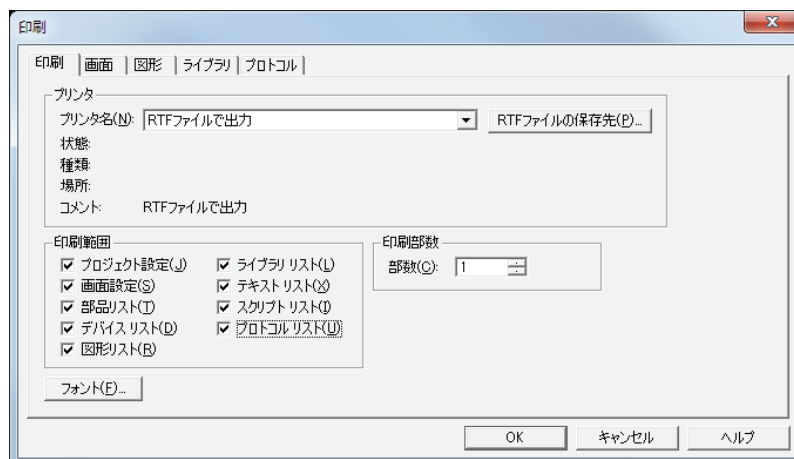 印刷
印刷 画面 図形 ライブラリ プロトコル
プリンタ
プリンタ名(N): RTFファイルで出力 RTFファイルの保存先(P)...
状態:
種類:
場所:
コメント: RTFファイルで出力
印刷範囲 印刷部数
プロジェクト設定(J) ライブラリ リスト(L) 部数(C): 1
画面設定(S) テキスト リスト(X)
部品リスト(T) スクリプト リスト(I)
デバイス リスト(D) プロトコル リスト(U)
図形リスト(R)
フォント(F)...
OK キャンセル ヘルプ